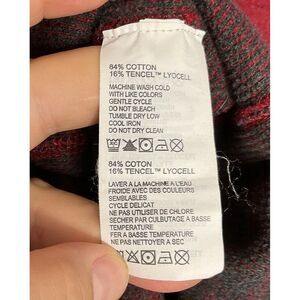 84% COTTON
16% TENCEL™ LYOCELL
MACHINE WASH COLD
WITH LIKE COLORS
GENTLE CYCLE
DO NOT BLEACH
TUMBLE DRY LOW
COOL IRON
DO NOT DRY CLEAN
84% COTON
16% TENCEL™ LYOCELL
LAVER A LA MACHINE A L'EAU
FROIDE AVEC DES COULEURS
SEMBLABLES
CYCLE DELICAT
NE PAS UTILISER DE CHLORE
SECHER PAR CULBUTAGE A BASSE
TEMPERATURE
FER A BASSE TEMPERATURE
NE PAS NETTOYER A SEC